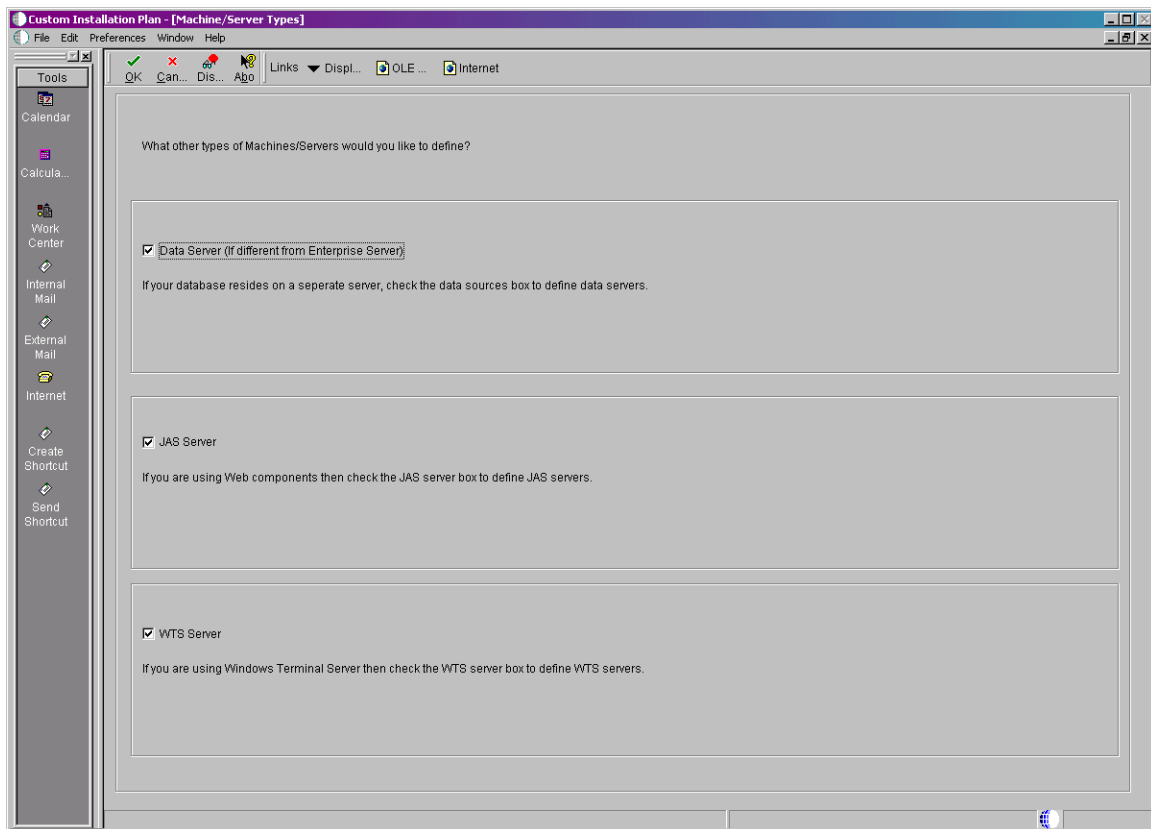 Custom Installation Plan - [Machine/Server Types]
File Edit Preferences Window Help
Tools
Calendar
Calcula...
Work
Center
Internal
Mail
External
Mail
Internet
Create
Shortcut
Send
Shortcut
OK Can... Dis... Abo Links Displ... OLE ... Internet
What other types of Machines/Servers would you like to define?
Data Server (If different from Enterprise Server)
If your database resides on a seperate server, check the data sources box to define data servers.
JAS Server
If you are using Web components then check the JAS server box to define JAS servers.
WTS Server
If you are using Windows Terminal Server then check the WTS server box to define WTS servers.